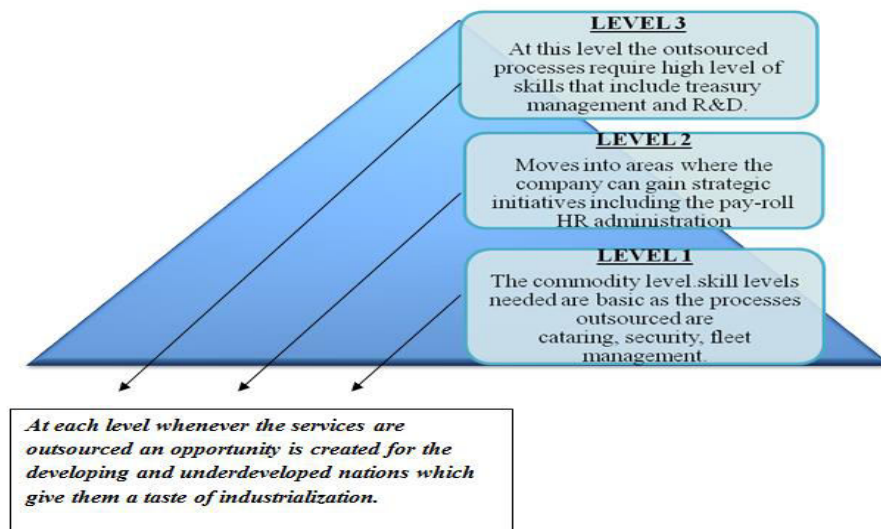 LEVEL 3
At this level the outsourced
processes require high level of
skills that include treasury
management and R&D.
LEVEL 2
Moves into areas where the
company can gain strategic
initiatives including the pay-roll
HR administration
LEVEL 1
The commodity level.skill levels
needed are basic as the processes
outsourced are
cataring, security, fleet
management.
At each level whenever the services are
outsourced an opportunity is created for the
developing and underdeveloped nations which
give them a taste of industrialization.